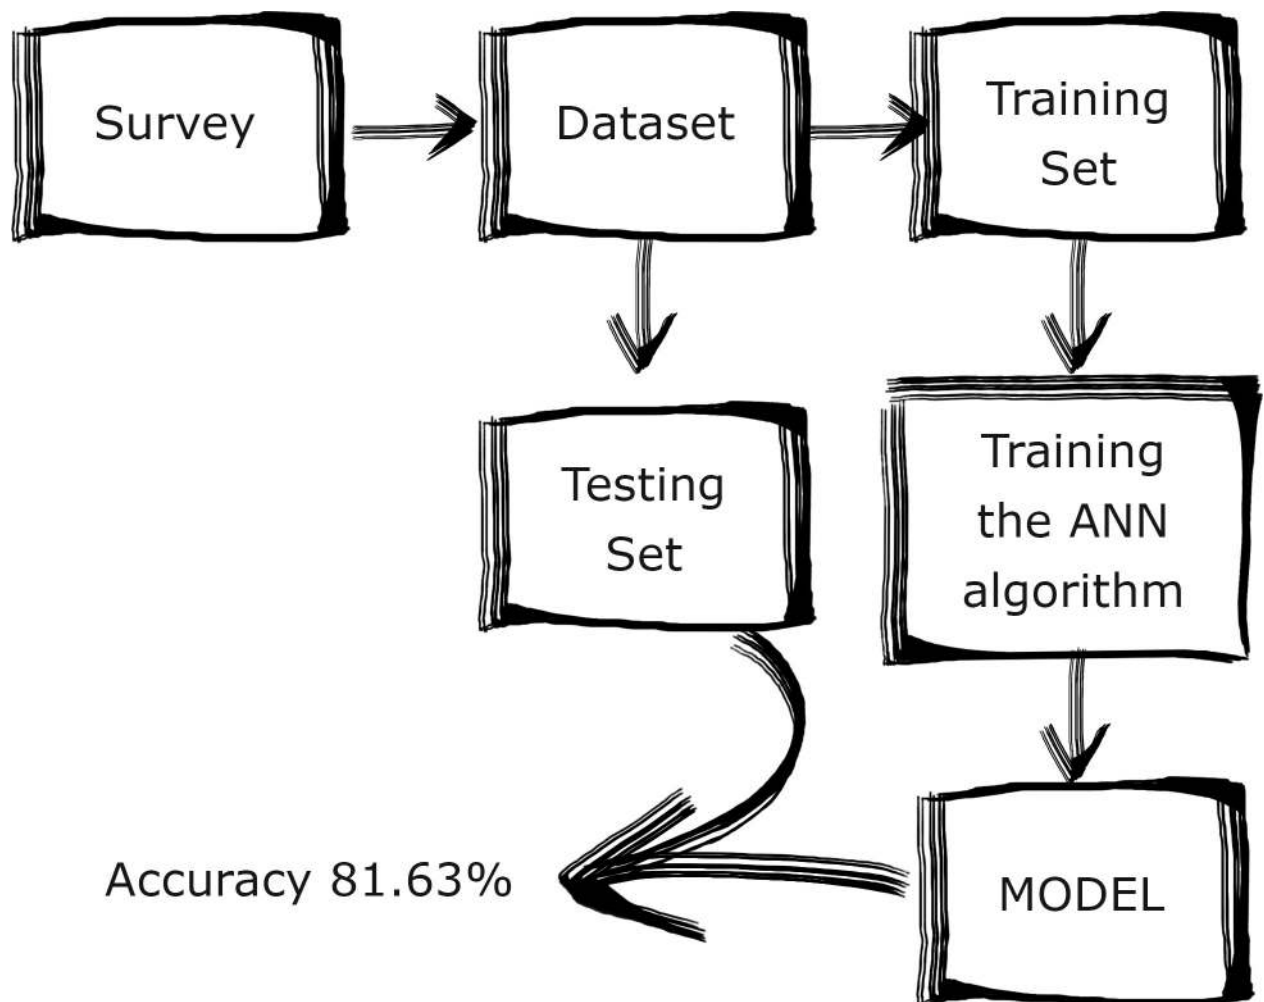 Survey
Dataset
Training
Set
Testing
Set
Training
the ANN
algorithm
Accuracy 81.63%
MODEL